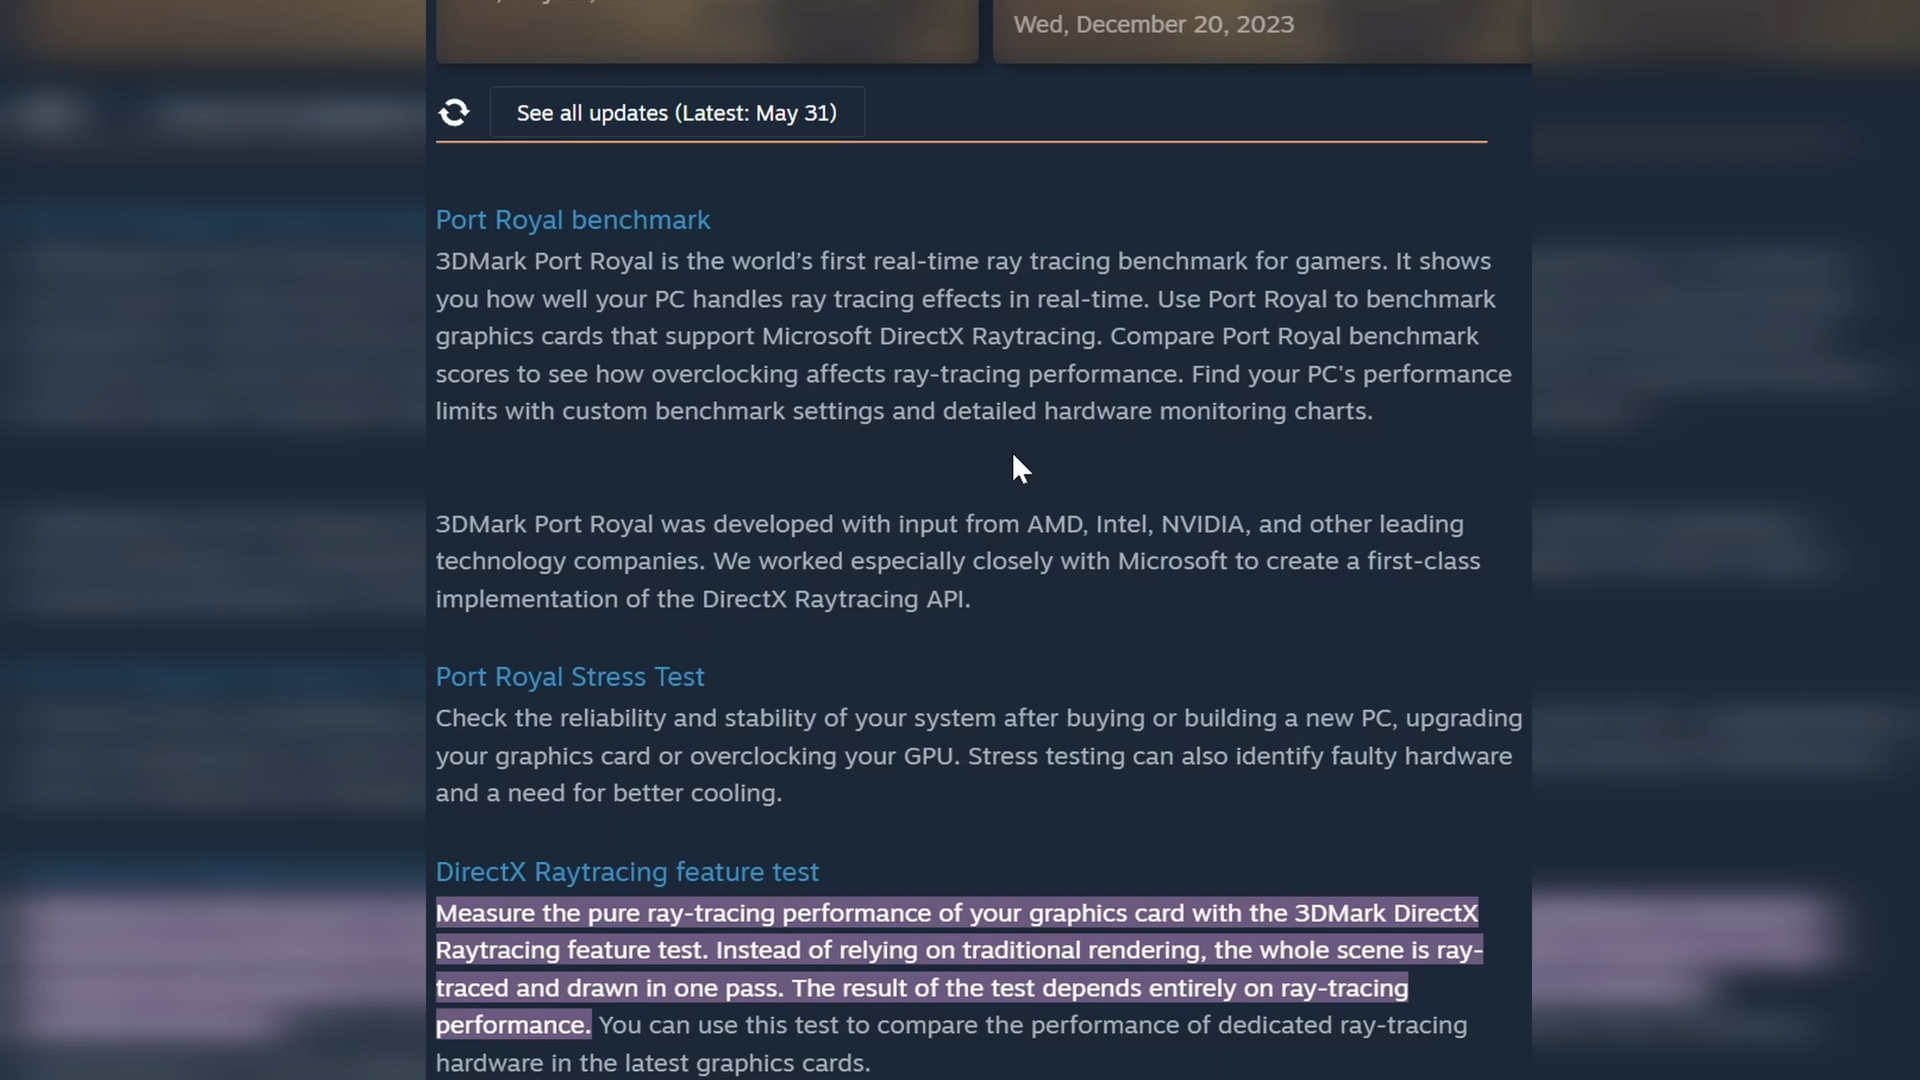 Wed, December 20, 2023
See all updates (Latest: May 31)
Port Royal benchmark
3DMark Port Royal is the world’s first real-time ray tracing benchmark for gamers. It shows
you how well your PC handles ray tracing effects in real-time. Use Port Royal to benchmark
graphics cards that support Microsoft DirectX Raytracing. Compare Port Royal benchmark
scores to see how overclocking affects ray-tracing performance. Find your PC's performance
limits with custom benchmark settings and detailed hardware monitoring charts.
3DMark Port Royal was developed with input from AMD, Intel, NVIDIA, and other leading
technology companies. We worked especially closely with Microsoft to create a first-class
implementation of the DirectX Raytracing API.
Port Royal Stress Test
Check the reliability and stability of your system after buying or building a new PC, upgrading
your graphics card or overclocking your GPU. Stress testing can also identify faulty hardware
and a need for better cooling.
DirectX Raytracing feature test
Measure the pure ray-tracing performance of your graphics card with the 3DMark DirectX
Raytracing feature test. Instead of relying on traditional rendering, the whole scene is ray-
traced and drawn in one pass. The result of the test depends entirely on ray-tracing
performance. You can use this test to compare the performance of dedicated ray-tracing
hardware in the latest graphics cards.